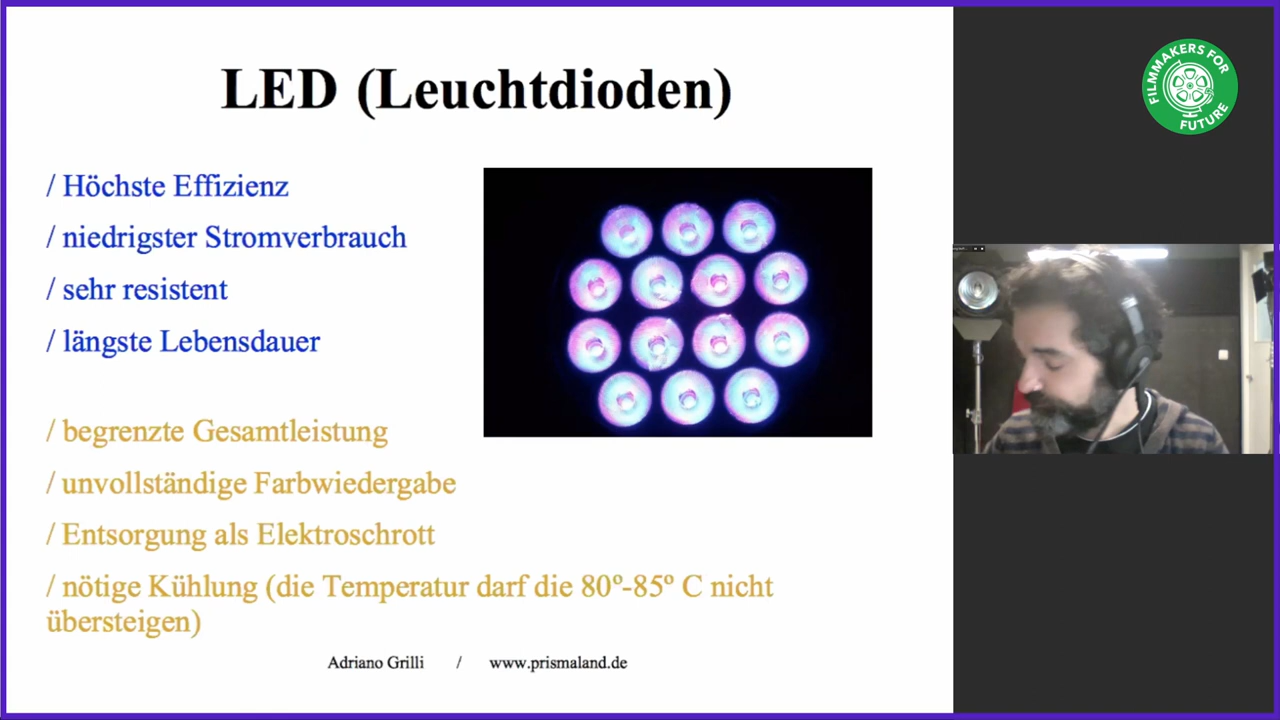 LED (Leuchtdioden)
/ Höchste Effizienz
/ niedrigster Stromverbrauch
/ sehr resistent
/ längste Lebensdauer
/ begrenzte Gesamtleistung
/ unvollständige Farbwiedergabe
/ Entsorgung als Elektroschrott
/ nötige Kühlung (die Temperatur darf die 80º-85º C nicht
übersteigen)
Adriano Grilli / www.prismaland.de
FILMMAKERS FOR
FUTURE